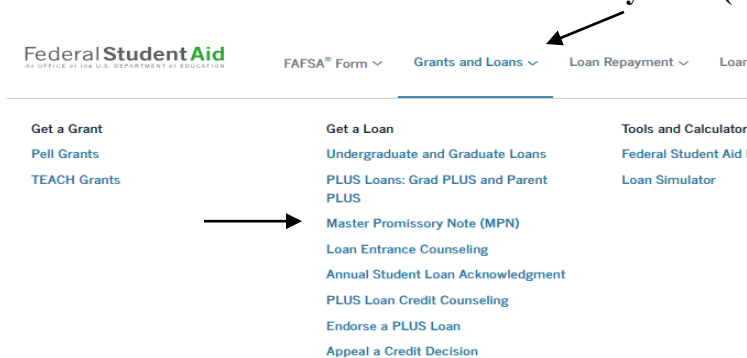 Federal Student Aid
An OFFICE of the U.S. DEPARTMENT of EDUCATION
FAFSA® Form
Grants and Loans
Loan Repayment
Get a Grant
Pell Grants
TEACH Grants
Get a Loan
Undergraduate and Graduate Loans
PLUS Loans: Grad PLUS and Parent
PLUS
Master Promissory Note (MPN)
Loan Entrance Counseling
Annual Student Loan Acknowledgment
PLUS Loan Credit Counseling
Endorse a PLUS Loan
Appeal a Credit Decision
Tools and Calculator
Federal Student Aid
Loan Simulator